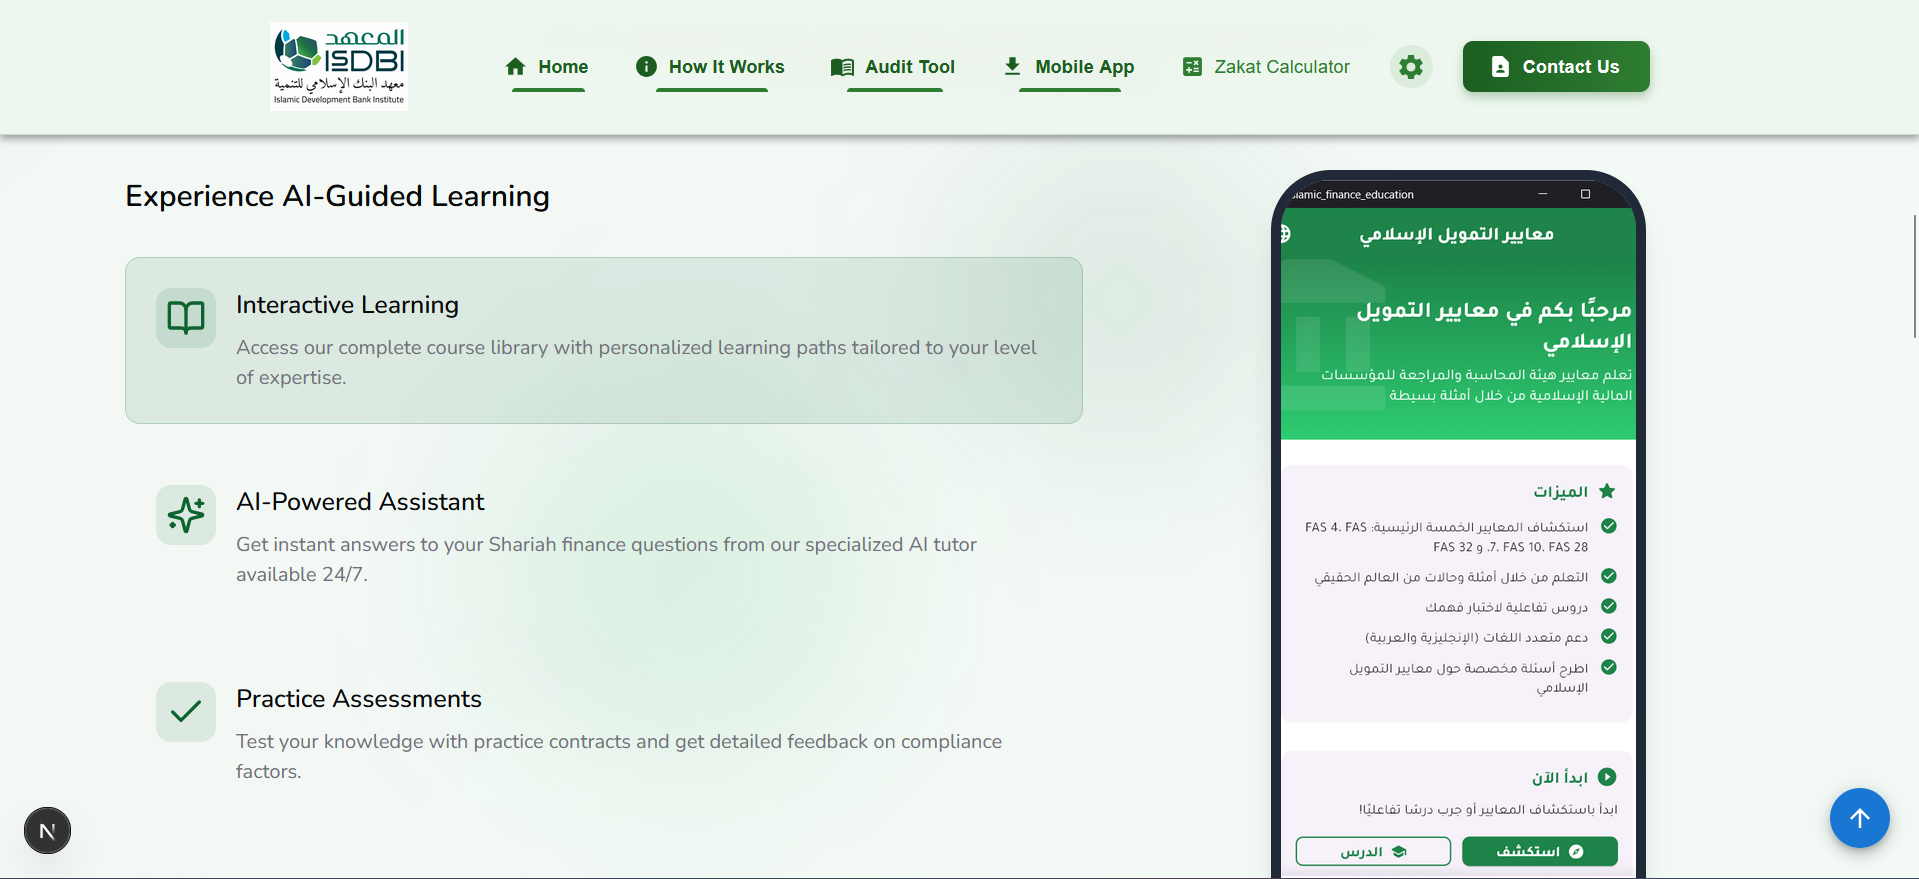 المعهد
ISDBI
معهد البنك الإسلامي للتنمية
Islamic Development Bank Institute
Home
How It Works
Audit Tool
Mobile App
Zakat Calculator
Contact Us
Experience AI-Guided Learning
Interactive Learning
Access our complete course library with personalized learning paths tailored to your level
of expertise.
AI-Powered Assistant
Get instant answers to your Shariah finance questions from our specialized AI tutor
available 24/7.
Practice Assessments
Test your knowledge with practice contracts and get detailed feedback on compliance
factors.
N
lamic_finance_education
معايير التمويل الإسلامي
مرحبًا بكم في معايير التمويل
الإسلامي
تعلم معايير هيئة المحاسبة والمراجعة للمؤسسات
المالية الإسلامية من خلال أمثلة بسيطة
الميزات
استكشاف المعايير الخمسة الرئيسية: FAS 4، FAS
7، FAS 10، FAS 28، و FAS 32
التعلم من خلال أمثلة وحالات من العالم الحقيقي
دروس تفاعلية لاختبار فهمك
دعم متعدد اللغات (الإنجليزية والعربية)
اطرح أسئلة مخصصة حول معايير التمويل
الإسلامي
ابدأ الآن
ابدأ باستكشاف المعايير أو جرب درسًا تفاعليًا!
استكشف
الدرس